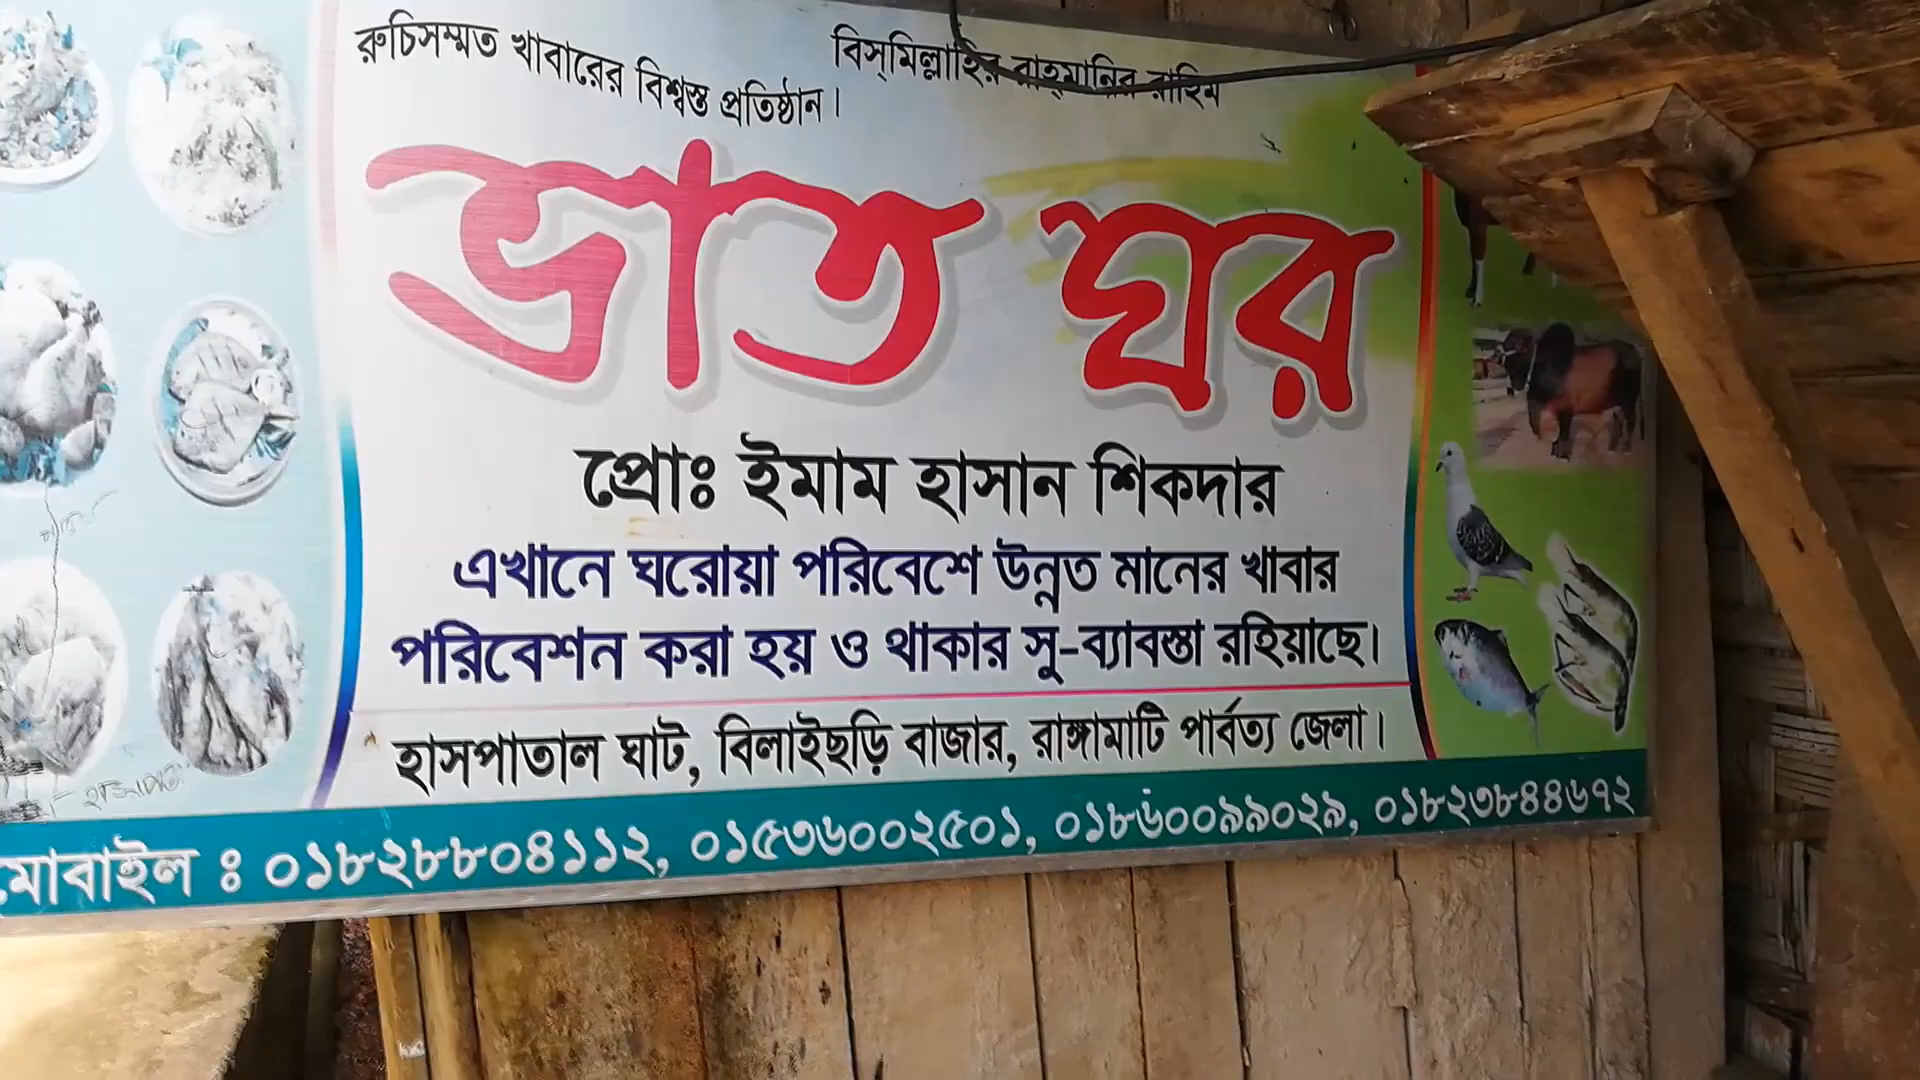 রুচিসম্মত খাবারের বিশ্বস্ত প্রতিষ্ঠান।
বিস্‌মিল্লাহির রাহ্‌মানির রাহিম
ভাত ঘর
প্রোঃ ইমাম হাসান শিকদার
এখানে ঘরোয়া পরিবেশে উন্নত মানের খাবার
পরিবেশন করা হয় ও থাকার সু-ব্যাবস্তা রহিয়াছে।
হাসপাতাল ঘাট, বিলাইছড়ি বাজার, রাঙ্গামাটি পার্বত্য জেলা।
মোবাইল ঃ ০১৮২৮৮০৪১১২, ০১৫৩৬০০২৫০১, ০১৮৬০০৯৯০২৯, ০১৮২৩৮৪৪৬৭২